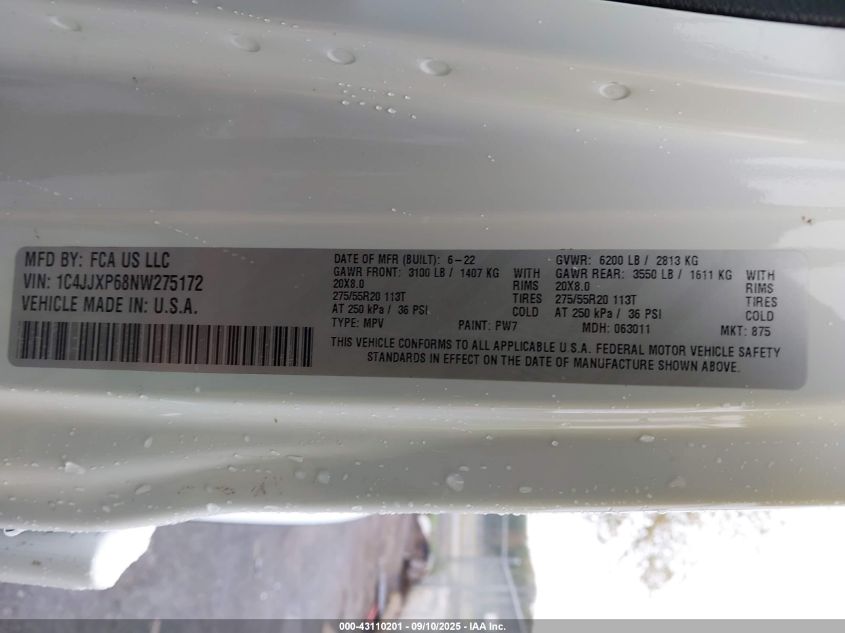 MFD BY: FCA US LLC
VIN: 1C4JJXP68NW275172
VEHICLE MADE IN: U.S.A.
DATE OF MFR (BUILT): 6-22
GAWR FRONT: 3100 LB / 1407 KG WITH
20X8.0 RIMS
275/55R20 113T TIRES
AT 250 kPa / 36 PSI COLD
TYPE: MPV PAINT: PW7
GVWR: 6200 LB / 2813 KG
GAWR REAR: 3550 LB / 1611 KG WITH
20X8.0 RIMS
275/55R20 113T TIRES
AT 250 kPa / 36 PSI COLD
MDH: 063011 MKT: 875
THIS VEHICLE CONFORMS TO ALL APPLICABLE U.S.A. FEDERAL MOTOR VEHICLE SAFETY
STANDARDS IN EFFECT ON THE DATE OF MANUFACTURE SHOWN ABOVE.
000-43110201 - 09/10/2025 - IAA Inc.